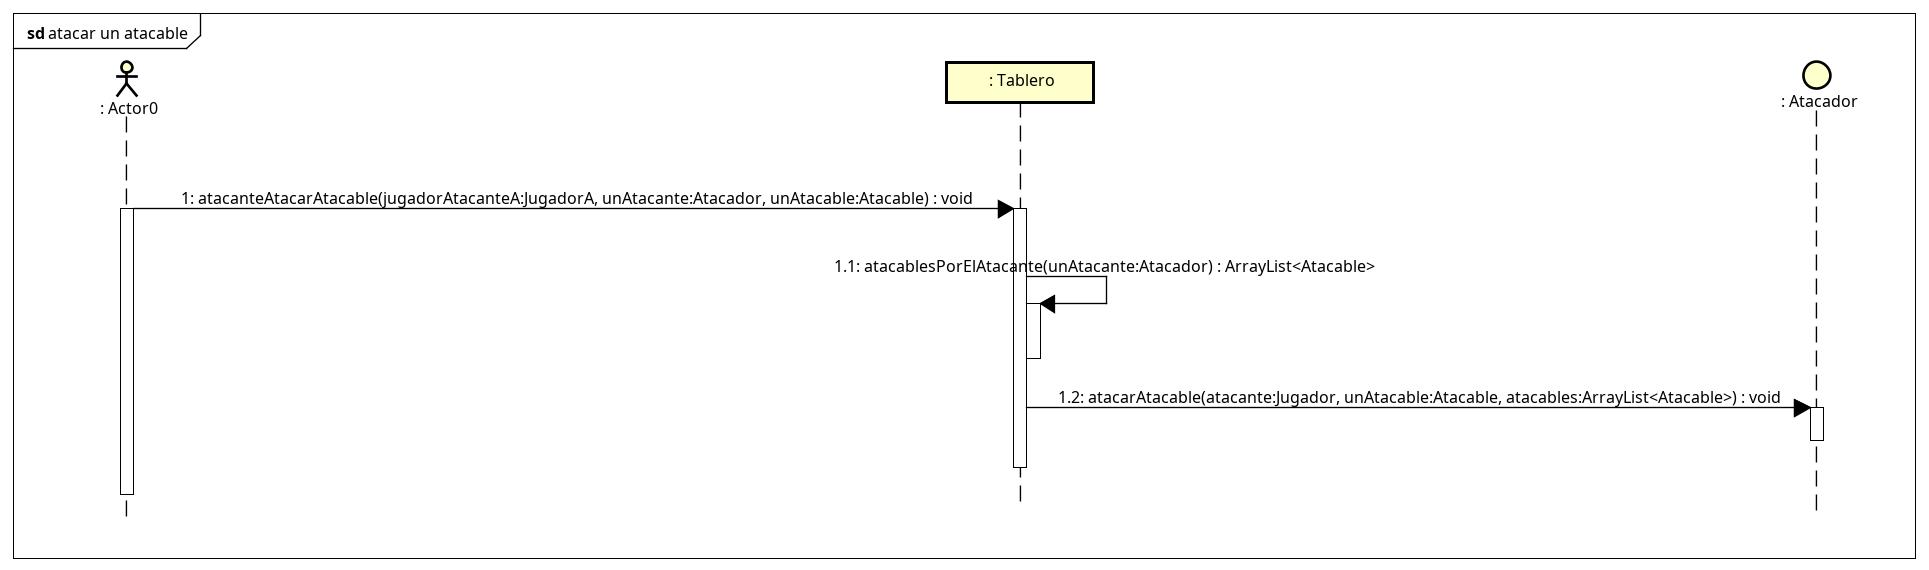 sd atacar un atacable
: Actor0
: Tablero
: Atacador
1: atacanteAtacarAtacable(jugadorAtacanteA:JugadorA, unAtacante:Atacador, unAtacable:Atacable) : void
1.1: atacablesPorElAtacante(unAtacante:Atacador) : ArrayList<Atacable>
1.2: atacarAtacable(atacante:Jugador, unAtacable:Atacable, atacables:ArrayList<Atacable>) : void